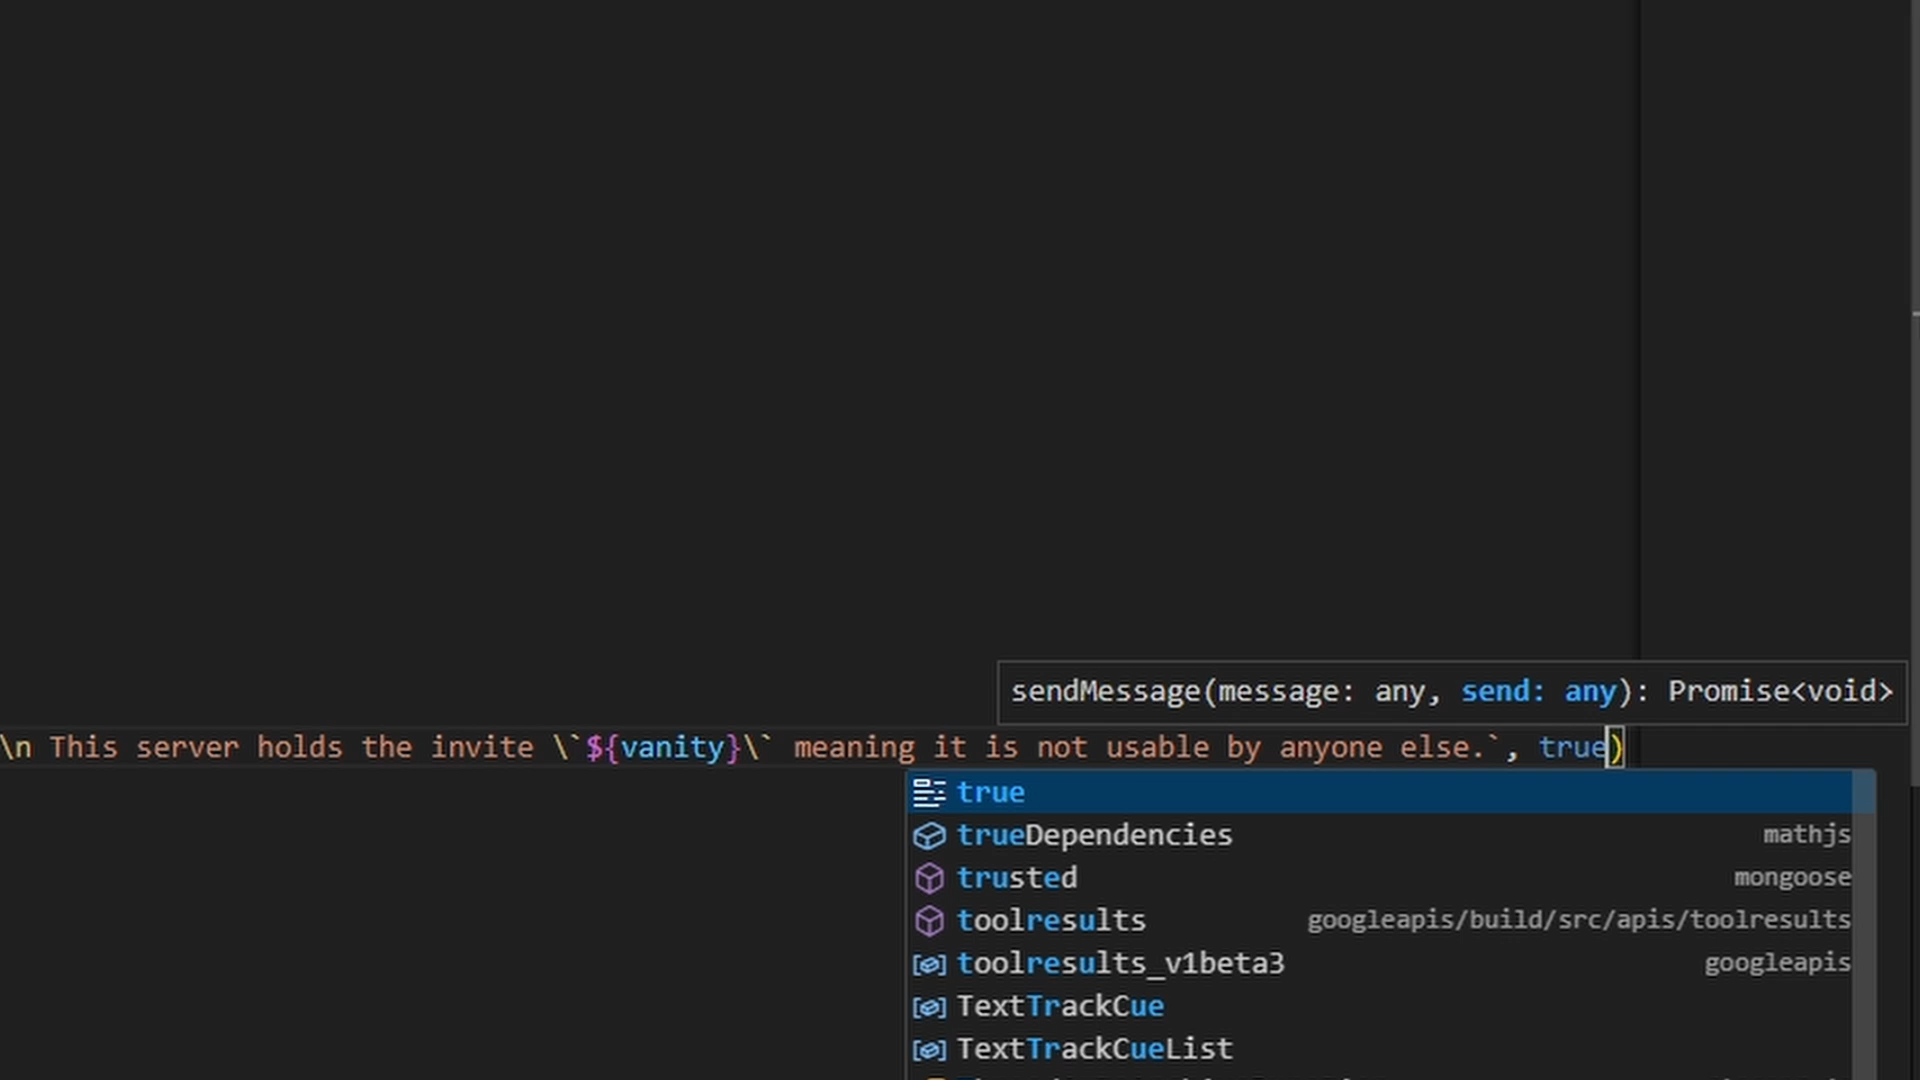 sendMessage(message: any, send: any): Promise<void>
\n This server holds the invite \`${vanity}\` meaning it is not usable by anyone else.`, true)
true
trueDependencies mathjs
trusted mongoose
toolresults googleapis/build/src/apis/toolresults
toolresults_v1beta3 googleapis
TextTrackCue
TextTrackCueList